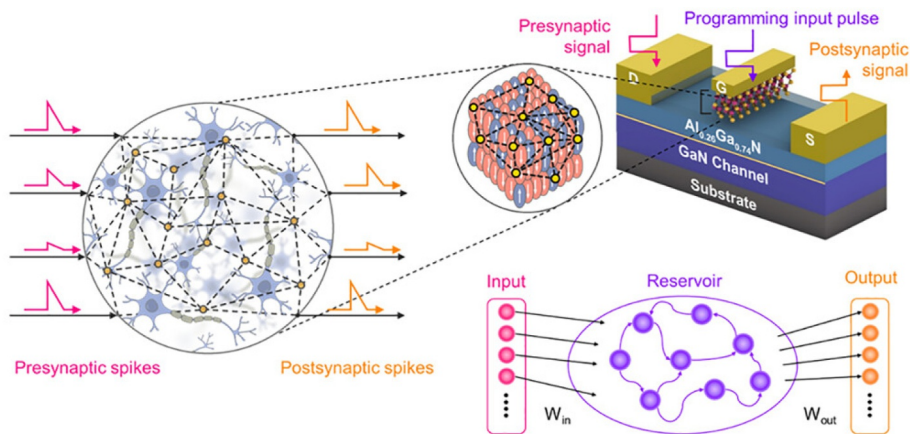 Presynaptic
signal
Programming input pulse
Postsynaptic
signal
D
G
S
Al0.26Ga0.74N
GaN Channel
Substrate
Presynaptic spikes
Postsynaptic spikes
Input
Reservoir
Output
Win
Wout